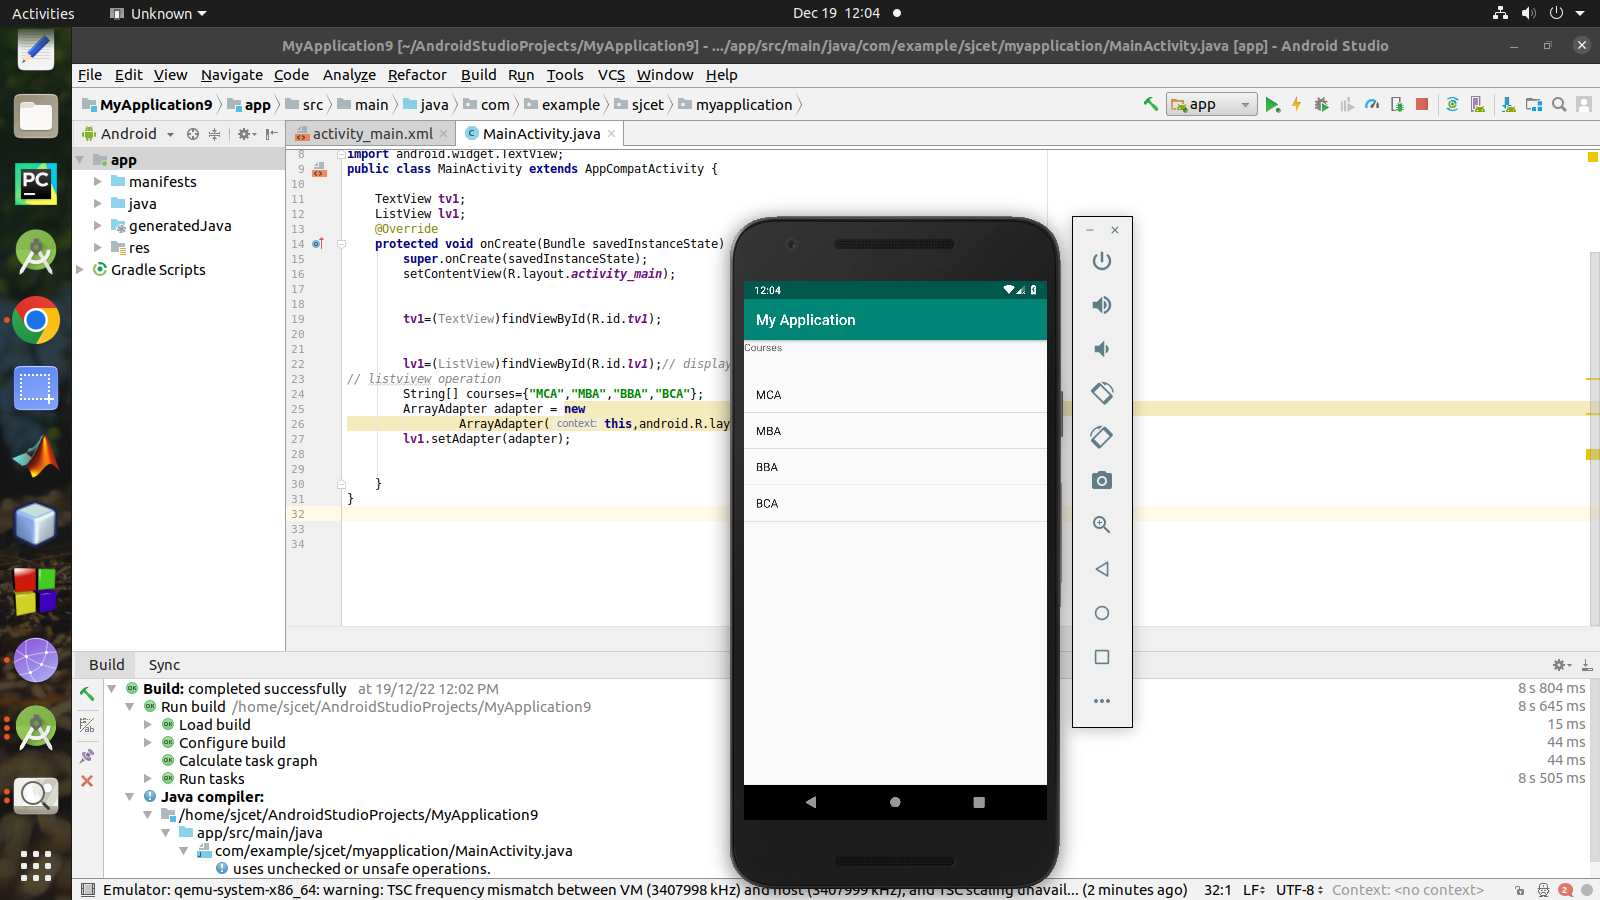 Activities Unknown Dec 19 12:04
MyApplication9 [~/AndroidStudioProjects/MyApplication9] - .../app/src/main/java/com/example/sjcet/myapplication/MainActivity.java [app] - Android Studio
File Edit View Navigate Code Analyze Refactor Build Run Tools VCS Window Help
MyApplication9 app src main java com example sjcet myapplication app
Android activity_main.xml MainActivity.java
app
manifests
java
generatedJava
res
Gradle Scripts
8 import android.widget.TextView;
9 public class MainActivity extends AppCompatActivity {
10
11 TextView tv1;
12 ListView lv1;
13 @Override
14 protected void onCreate(Bundle savedInstanceState)
15 super.onCreate(savedInstanceState);
16 setContentView(R.layout.activity_main);
17
18
19 tv1=(TextView)findViewById(R.id.tv1);
20
21
22 lv1=(ListView)findViewById(R.id.lv1);// display
23 // listvivew operation
24 String[] courses={"MCA","MBA","BBA","BCA"};
25 ArrayAdapter adapter = new
26 ArrayAdapter( context: this,android.R.lay
27 lv1.setAdapter(adapter);
28
29
30 }
31 }
32
33
34
12:04
My Application
Courses
MCA
MBA
BBA
BCA
Build Sync
Build: completed successfully at 19/12/22 12:02 PM 8 s 804 ms
Run build /home/sjcet/AndroidStudioProjects/MyApplication9 8 s 645 ms
Load build 15 ms
Configure build 44 ms
Calculate task graph 44 ms
Run tasks 8 s 505 ms
Java compiler:
/home/sjcet/AndroidStudioProjects/MyApplication9
app/src/main/java
com/example/sjcet/myapplication/MainActivity.java
uses unchecked or unsafe operations.
Emulator: qemu-system-x86_64: warning: TSC frequency mismatch between VM (3407998 kHz) and host (3407999 kHz), and TSC scaling unavail... (2 minutes ago) 32:1 LF UTF-8 Context: <no context> 2